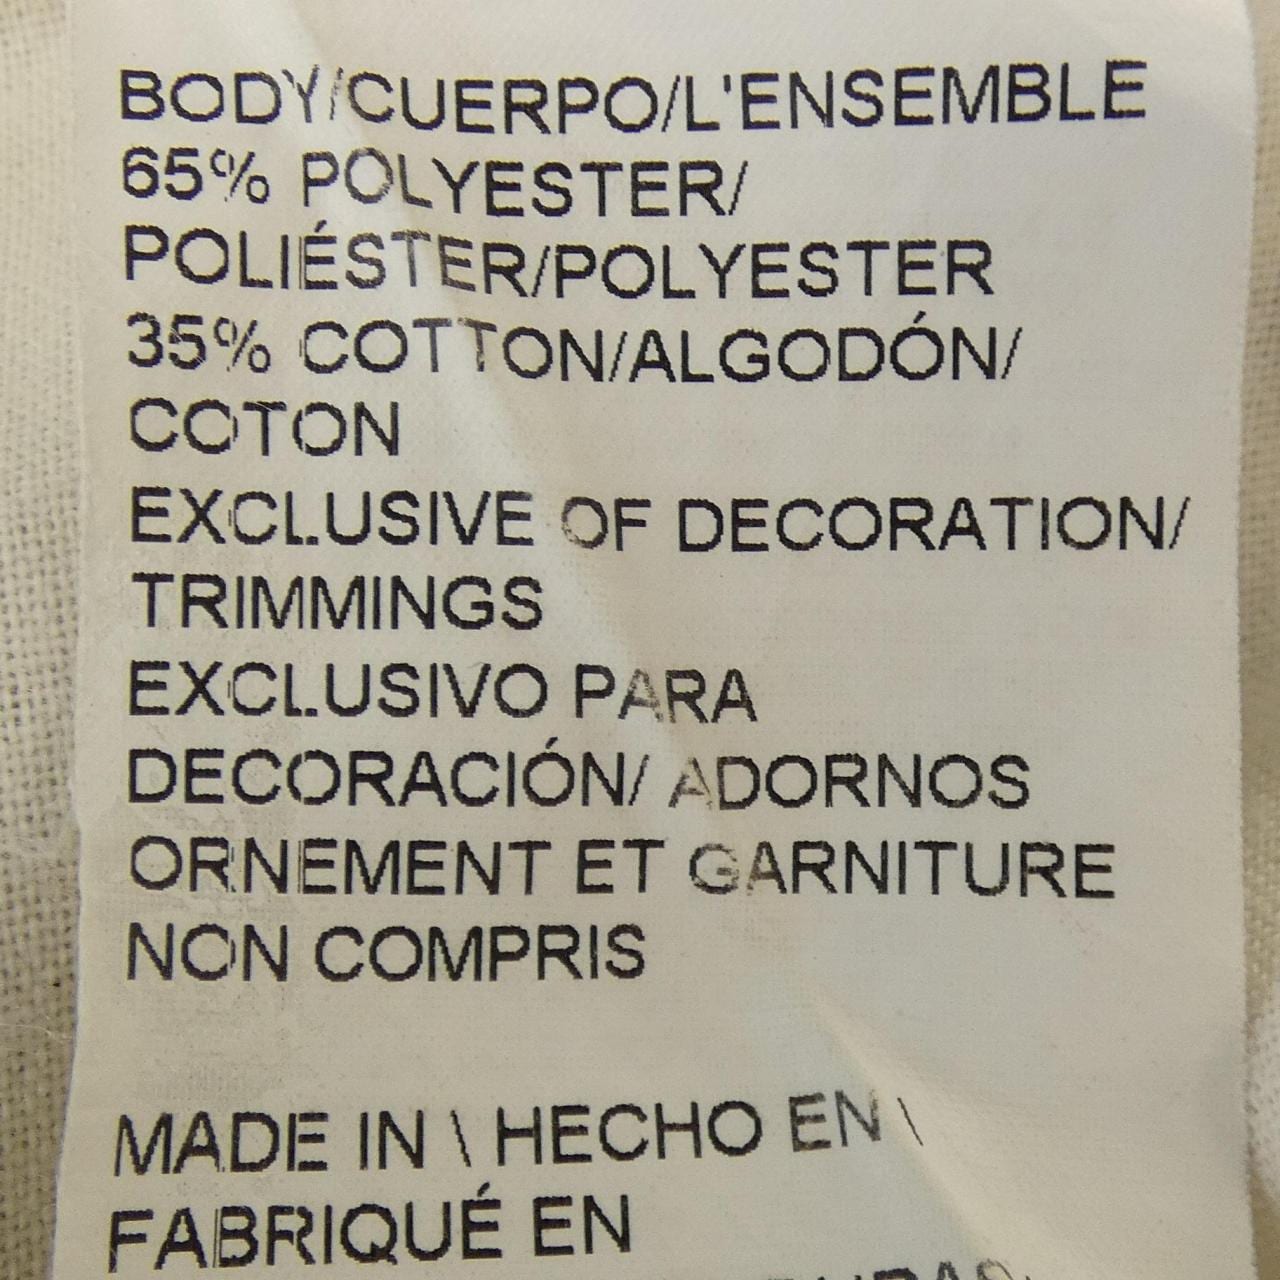 BODY/CUERPO/L'ENSEMBLE
65% POLYESTER/
POLIÉSTER/POLYESTER
35% COTTON/ALGODÓN/
COTON
EXCLUSIVE OF DECORATION/
TRIMMINGS
EXCLUSIVO PARA
DECORACIÓN/ ADORNOS
ORNEMENT ET GARNITURE
NON COMPRIS
MADE IN \ HECHO EN \
FABRIQUÉ EN